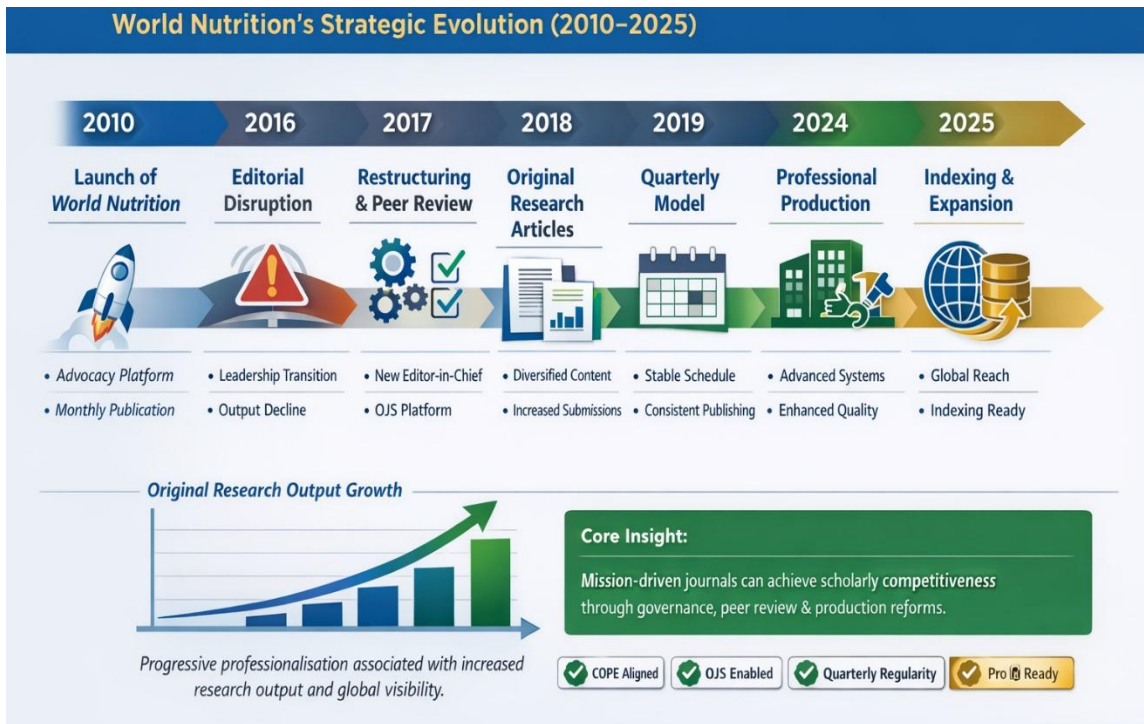 World Nutrition's Strategic Evolution (2010–2025)
2010
2016
2017
2018
2019
2024
2025
Launch of
World Nutrition
Editorial
Disruption
Restructuring
& Peer Review
Original
Research
Articles
Quarterly
Model
Professional
Production
Indexing &
Expansion
• Advocacy Platform
• Monthly Publication
• Leadership Transition
• Output Decline
• New Editor-in-Chief
• OJS Platform
• Diversified Content
• Increased Submissions
• Stable Schedule
• Consistent Publishing
• Advanced Systems
• Enhanced Quality
• Global Reach
• Indexing Ready
Original Research Output Growth
Progressive professionalisation associated with increased
research output and global visibility.
Core Insight:
Mission-driven journals can achieve scholarly competitiveness
through governance, peer review & production reforms.
COPE Aligned
OJS Enabled
Quarterly Regularity
Pro Ready